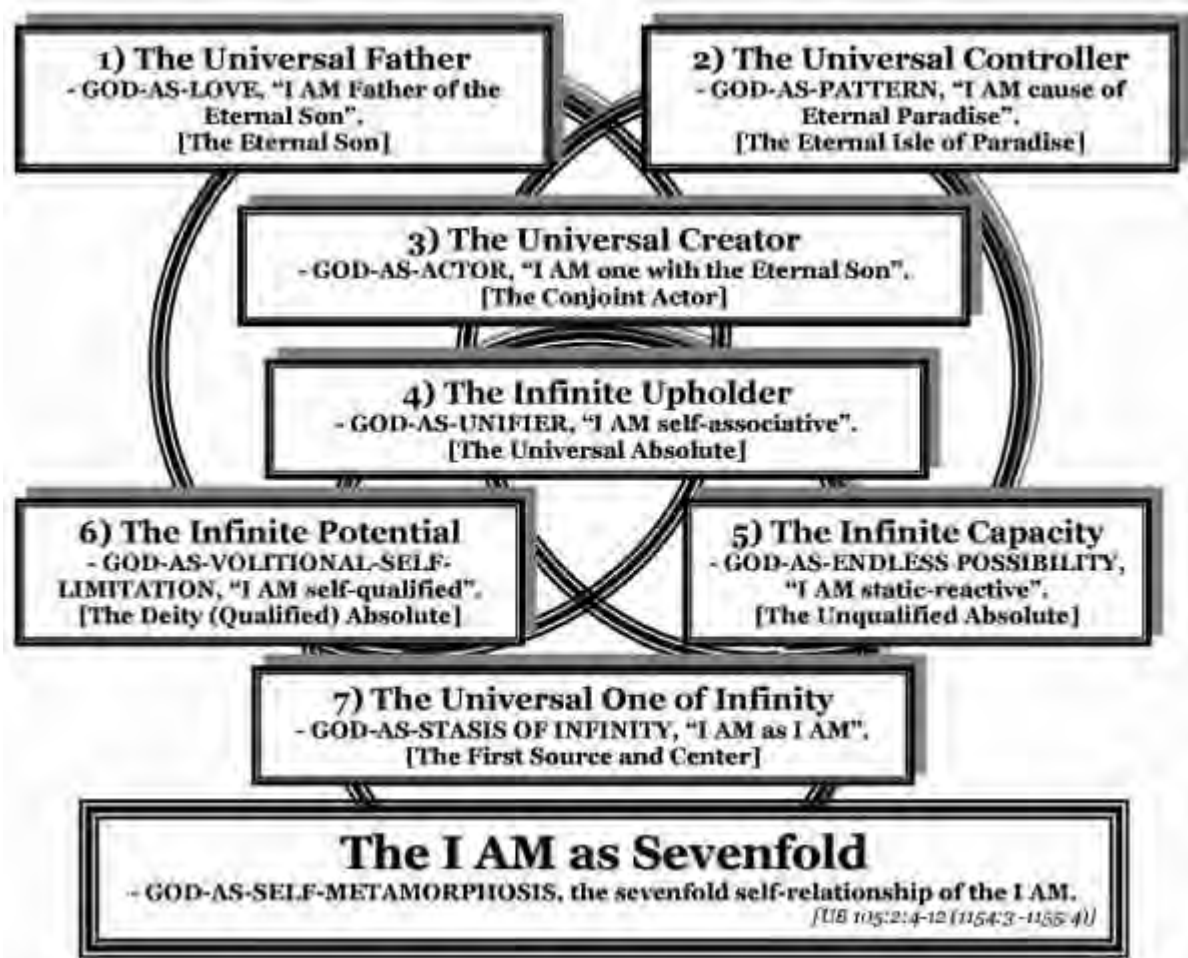 1) The Universal Father
- GOD-AS-LOVE, “I AM Father of the
Eternal Son”.
[The Eternal Son]
2) The Universal Controller
- GOD-AS-PATTERN, “I AM cause of
Eternal Paradise”.
[The Eternal Isle of Paradise]
3) The Universal Creator
- GOD-AS-ACTOR, “I AM one with the Eternal Son”.
[The Conjoint Actor]
4) The Infinite Upholder
- GOD-AS-UNIFIER, “I AM self-associative”.
[The Universal Absolute]
6) The Infinite Potential
- GOD-AS-VOLITIONAL-SELF-
LIMITATION, “I AM self-qualified”.
[The Deity (Qualified) Absolute]
5) The Infinite Capacity
- GOD-AS-ENDLESS POSSIBILITY,
“I AM static-reactive”.
[The Unqualified Absolute]
7) The Universal One of Infinity
- GOD-AS-STASIS OF INFINITY, “I AM as I AM”.
[The First Source and Center]
The I AM as Sevenfold
- GOD-AS-SELF-METAMORPHOSIS, the sevenfold self-relationship of the I AM.
[UB 105:2:4-12 (1154:3 -1155:4)]